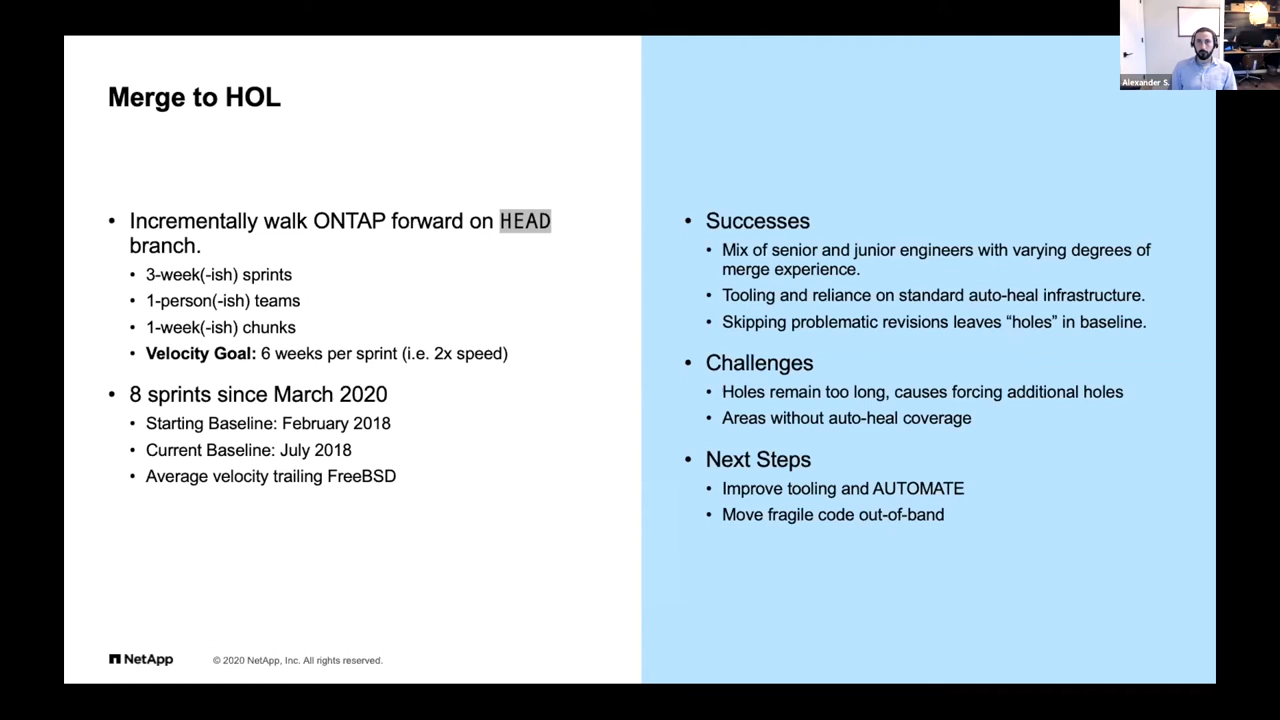 Merge to HOL
• Incrementally walk ONTAP forward on HEAD
branch.
• 3-week(-ish) sprints
• 1-person(-ish) teams
• 1-week(-ish) chunks
• Velocity Goal: 6 weeks per sprint (i.e. 2x speed)
• 8 sprints since March 2020
• Starting Baseline: February 2018
• Current Baseline: July 2018
• Average velocity trailing FreeBSD
• Successes
• Mix of senior and junior engineers with varying degrees of
merge experience.
• Tooling and reliance on standard auto-heal infrastructure.
• Skipping problematic revisions leaves “holes” in baseline.
• Challenges
• Holes remain too long, causes forcing additional holes
• Areas without auto-heal coverage
• Next Steps
• Improve tooling and AUTOMATE
• Move fragile code out-of-band
NetApp
© 2020 NetApp, Inc. All rights reserved.
Alexander S.